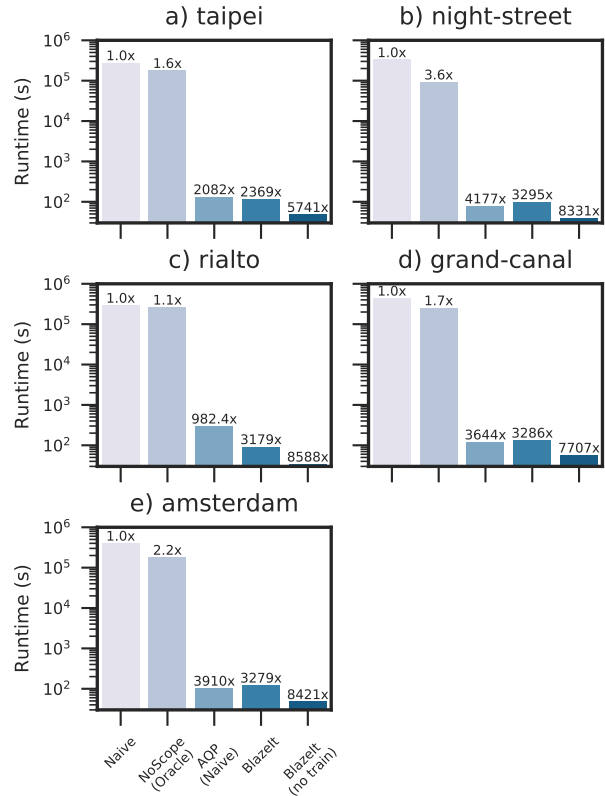 a) taipei
b) night-street
Runtime (s)
10^6
10^5
10^4
10^3
10^2
1.0x
1.6x
2082x
2369x
5741x
1.0x
3.6x
4177x
3295x
8331x
c) rialto
d) grand-canal
Runtime (s)
10^6
10^5
10^4
10^3
10^2
1.0x
1.1x
982.4x
3179x
8588x
1.0x
1.7x
3644x
3286x
7707x
e) amsterdam
Runtime (s)
10^6
10^5
10^4
10^3
10^2
1.0x
2.2x
3910x
3279x
8421x
Naive
NoScope
(Oracle)
AQP
(Naive)
BlazeIt
BlazeIt
(no train)